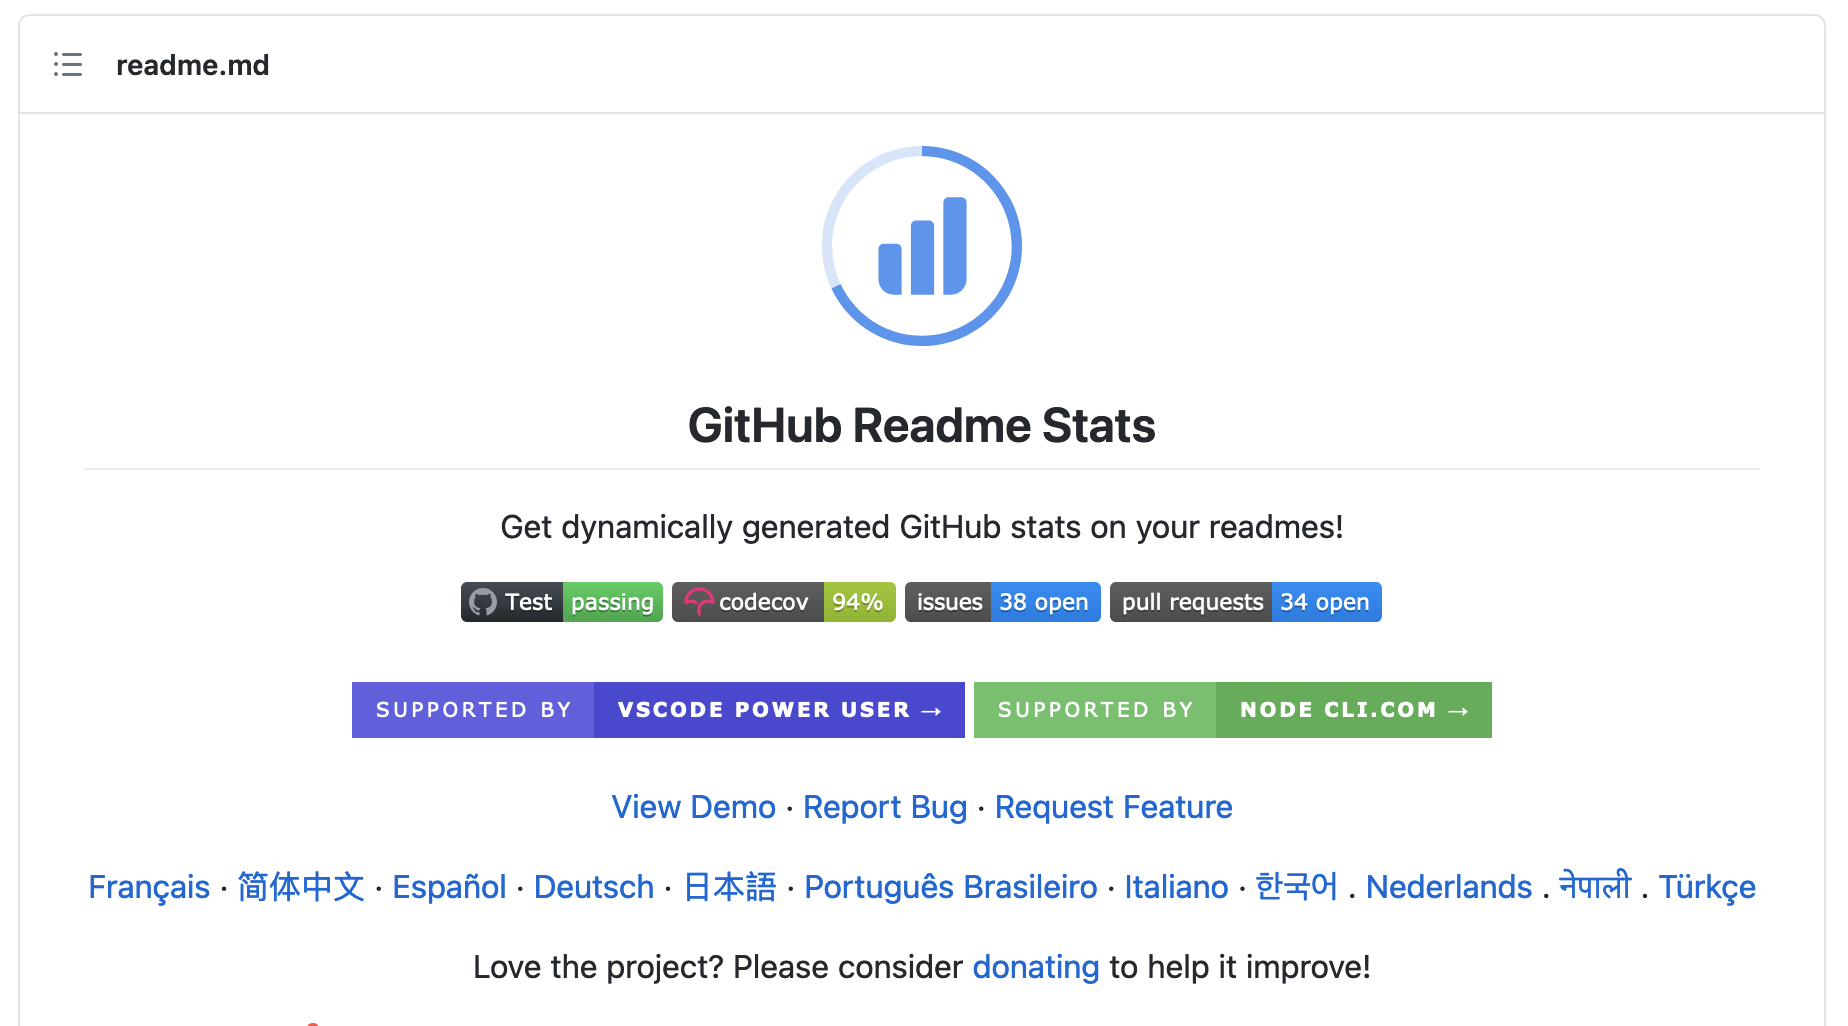 readme.md
GitHub Readme Stats
Get dynamically generated GitHub stats on your readmes!
Test passing codecov 94% issues 38 open pull requests 34 open
SUPPORTED BY VSCODE POWER USER → SUPPORTED BY NODE CLI.COM →
View Demo · Report Bug · Request Feature
Français · 简体中文 · Español · Deutsch · 日本語 · Português Brasileiro · Italiano · 한국어 . Nederlands . नेपाली . Türkçe
Love the project? Please consider donating to help it improve!